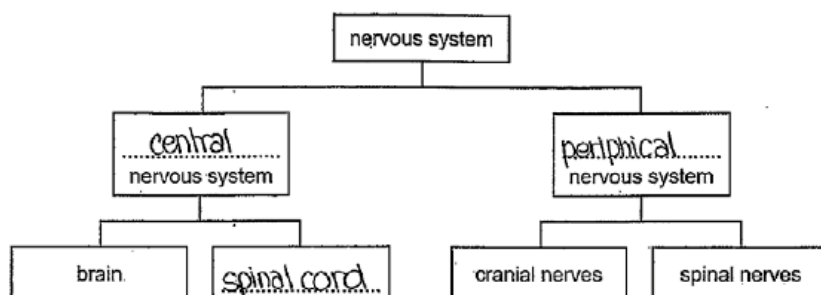 nervous system
central
nervous system
periphical
nervous system
brain.
spinal cord
cranial nerves
spinal nerves